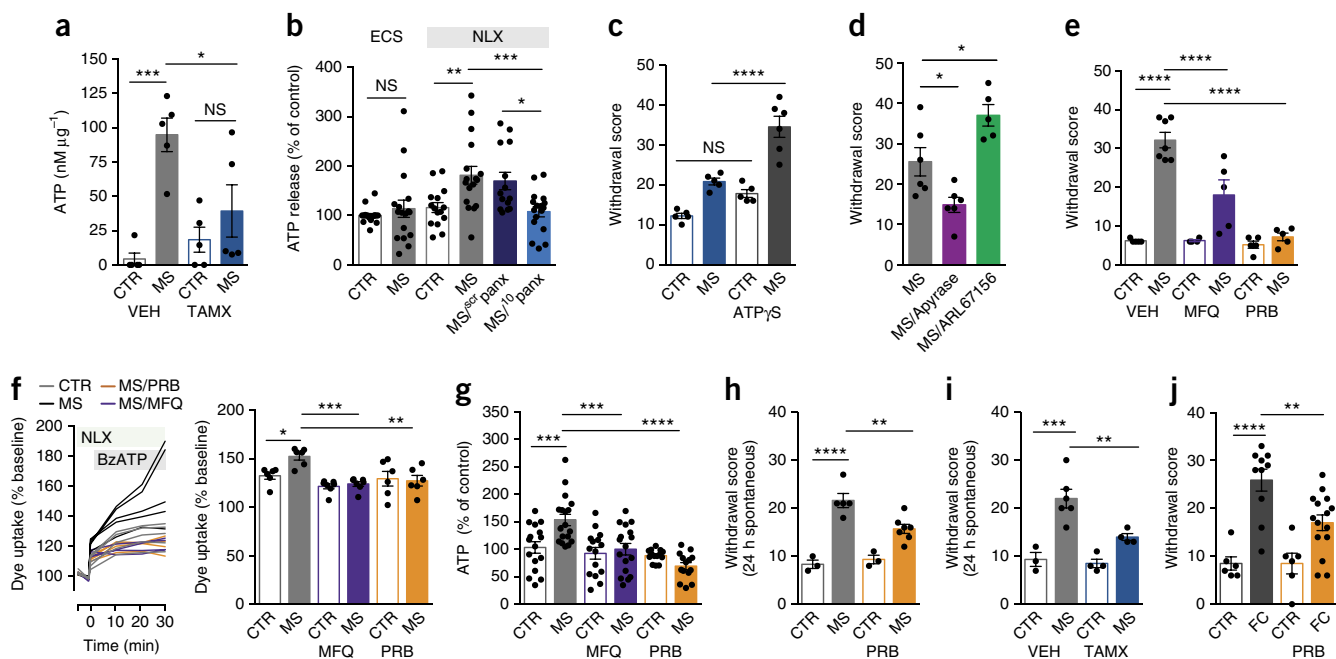 a
ATP (nM µg⁻¹)
150
125
100
75
50
25
0
***
*
NS
CTR
MS
CTR
MS
VEH
TAMX
b
ECS
NLX
ATP release (% of control)
400
300
200
100
0
NS
**
***
*
CTR
MS
CTR
MS
MS/scr panx
MS/10 panx
c
Withdrawal score
50
40
30
20
10
0
NS
****
CTR
MS
CTR
MS
ATPγS
d
Withdrawal score
50
40
30
20
10
0
*
*
MS
MS/Apyrase
MS/ARL67156
e
Withdrawal score
50
40
30
20
10
0
****
****
****
CTR
MS
CTR
MS
CTR
MS
VEH
MFQ
PRB
f
CTR
MS/PRB
MS
MS/MFQ
NLX
BzATP
Dye uptake (% baseline)
200
180
160
140
120
100
0
10
20
30
Time (min)
Dye uptake (% baseline)
200
150
100
50
0
*
***
**
CTR
MS
CTR
MS
CTR
MS
MFQ
PRB
g
ATP (% of control)
350
300
250
200
150
100
50
0
***
***
****
CTR
MS
CTR
MS
CTR
MS
MFQ
PRB
h
Withdrawal score
(24 h spontaneous)
40
30
20
10
0
****
**
CTR
MS
CTR
MS
PRB
i
Withdrawal score
(24 h spontaneous)
40
30
20
10
0
***
**
CTR
MS
CTR
MS
VEH
TAMX
j
Withdrawal score
40
30
20
10
0
****
**
CTR
FC
CTR
FC
PRB